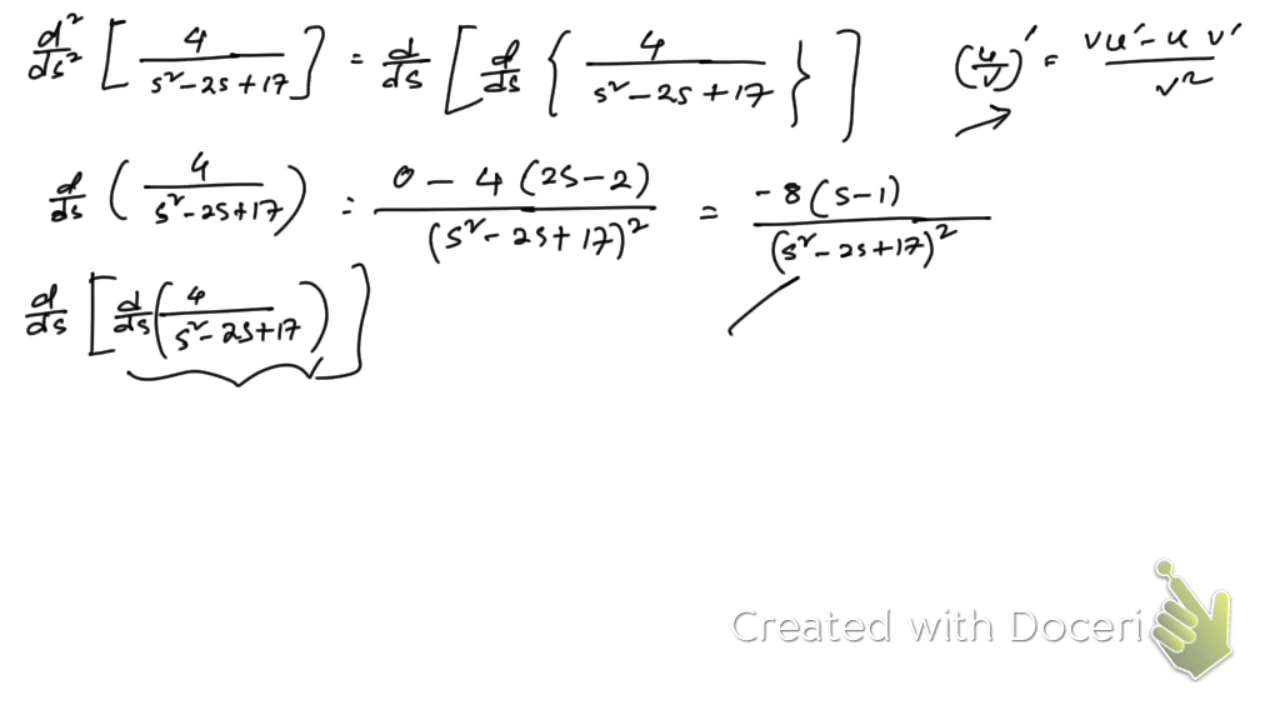 d²/ds² [ 4/(s²-2s+17) ] = d/ds [ d/ds { 4/(s²-2s+17) } ] (u/v)' = (vu'-u v')/v²
d/ds ( 4/(s²-2s+17) ) = (0-4(2s-2))/(s²-2s+17)² = -8(s-1)/(s²-2s+17)²
d/ds [ d/ds ( 4/(s²-2s+17) ) ]
Created with Doceri